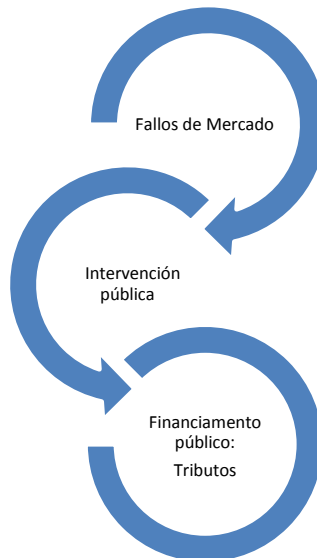 Fallos de Mercado
Intervención
pública
Financiamento
público:
Tributos